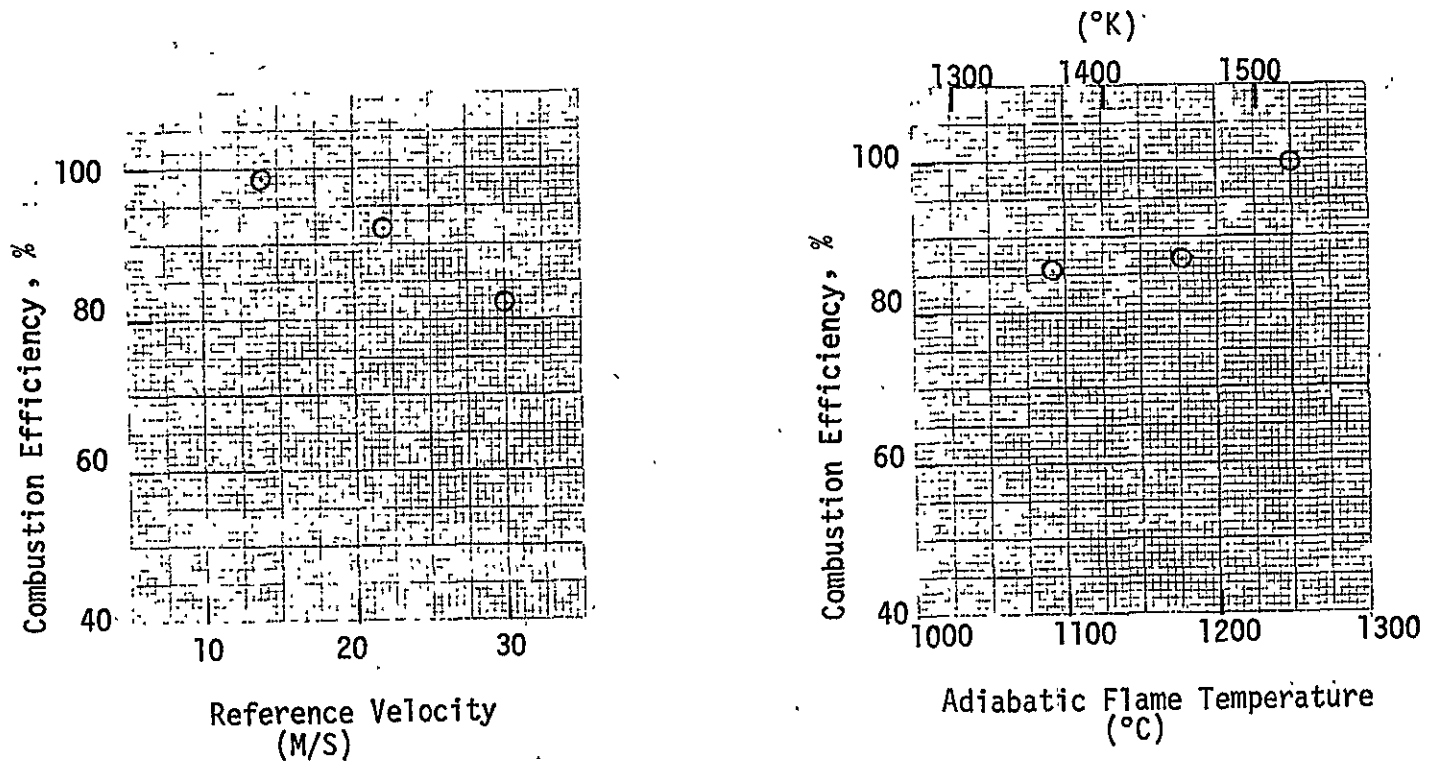 Combustion Efficiency, %
100
80
60
40
10 20 30
Reference Velocity
(M/S)
(°K)
1300 1400 1500
Combustion Efficiency, %
100
80
60
40
1000 1100 1200 1300
Adiabatic Flame Temperature
(°C)